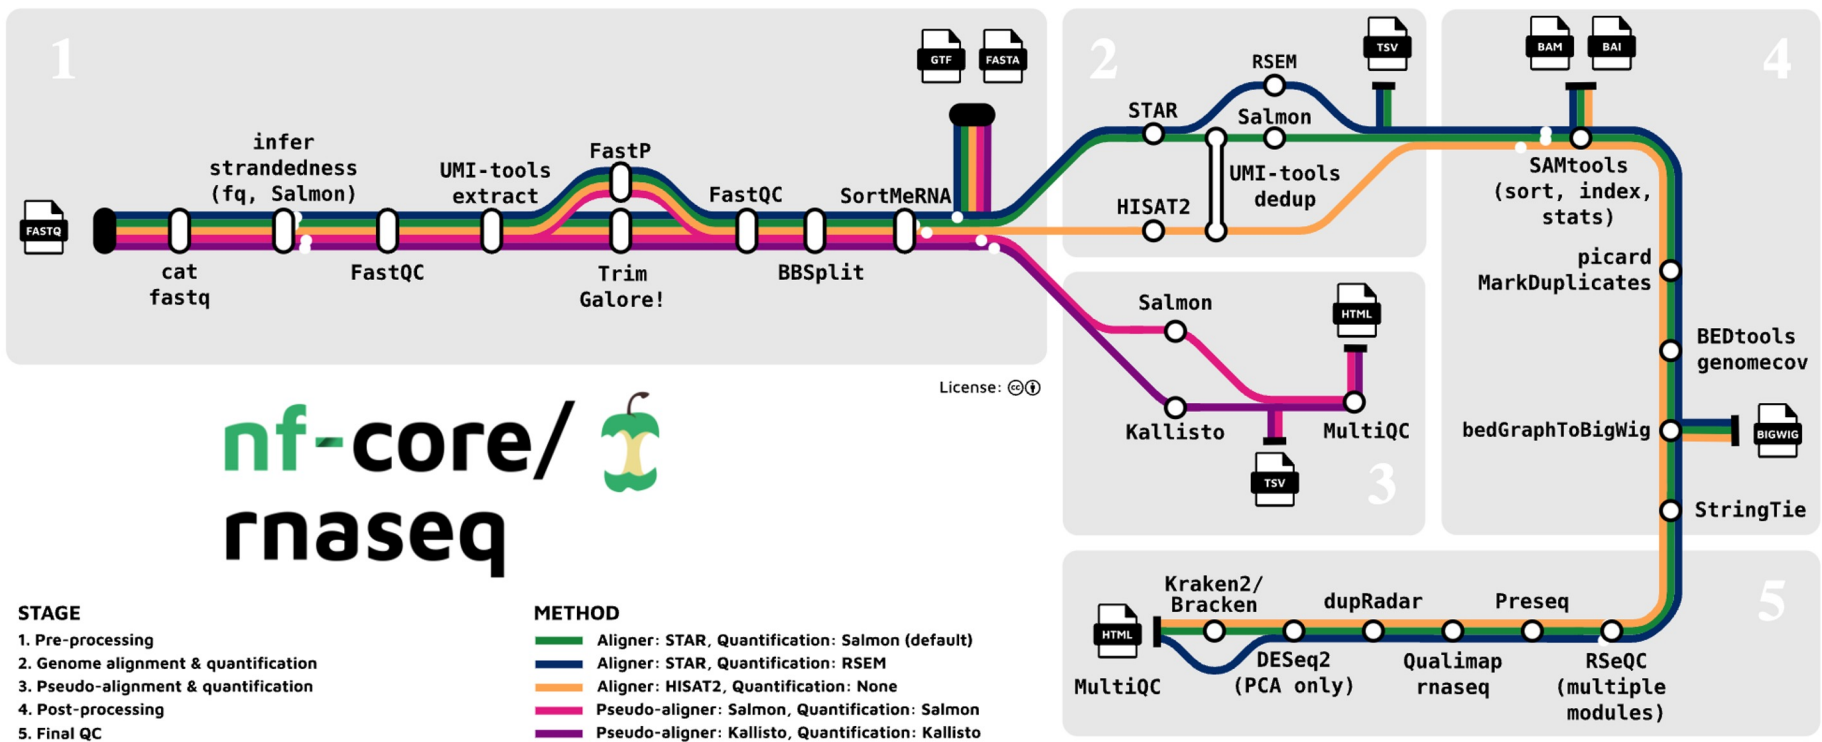 1
GTF
FASTA
FASTQ
infer
strandedness
(fq, Salmon)
UMI-tools
extract
FastP
FastQC
SortMeRNA
cat
fastq
FastQC
Trim
Galore!
BBSplit
2
TSV
RSEM
STAR
Salmon
UMI-tools
dedup
HISAT2
4
BAM
BAI
SAMtools
(sort, index,
stats)
picard
MarkDuplicates
BEDtools
genomecov
bedGraphToBigWig
BIGWIG
StringTie
Salmon
HTML
Kallisto
MultiQC
TSV
3
License:
nf-core/
rnaseq
5
Kraken2/
Bracken
dupRadar
Preseq
HTML
MultiQC
DESeq2
(PCA only)
Qualimap
rnaseq
RSeQC
(multiple
modules)
STAGE
1. Pre-processing
2. Genome alignment & quantification
3. Pseudo-alignment & quantification
4. Post-processing
5. Final QC
METHOD
Aligner: STAR, Quantification: Salmon (default)
Aligner: STAR, Quantification: RSEM
Aligner: HISAT2, Quantification: None
Pseudo-aligner: Salmon, Quantification: Salmon
Pseudo-aligner: Kallisto, Quantification: Kallisto